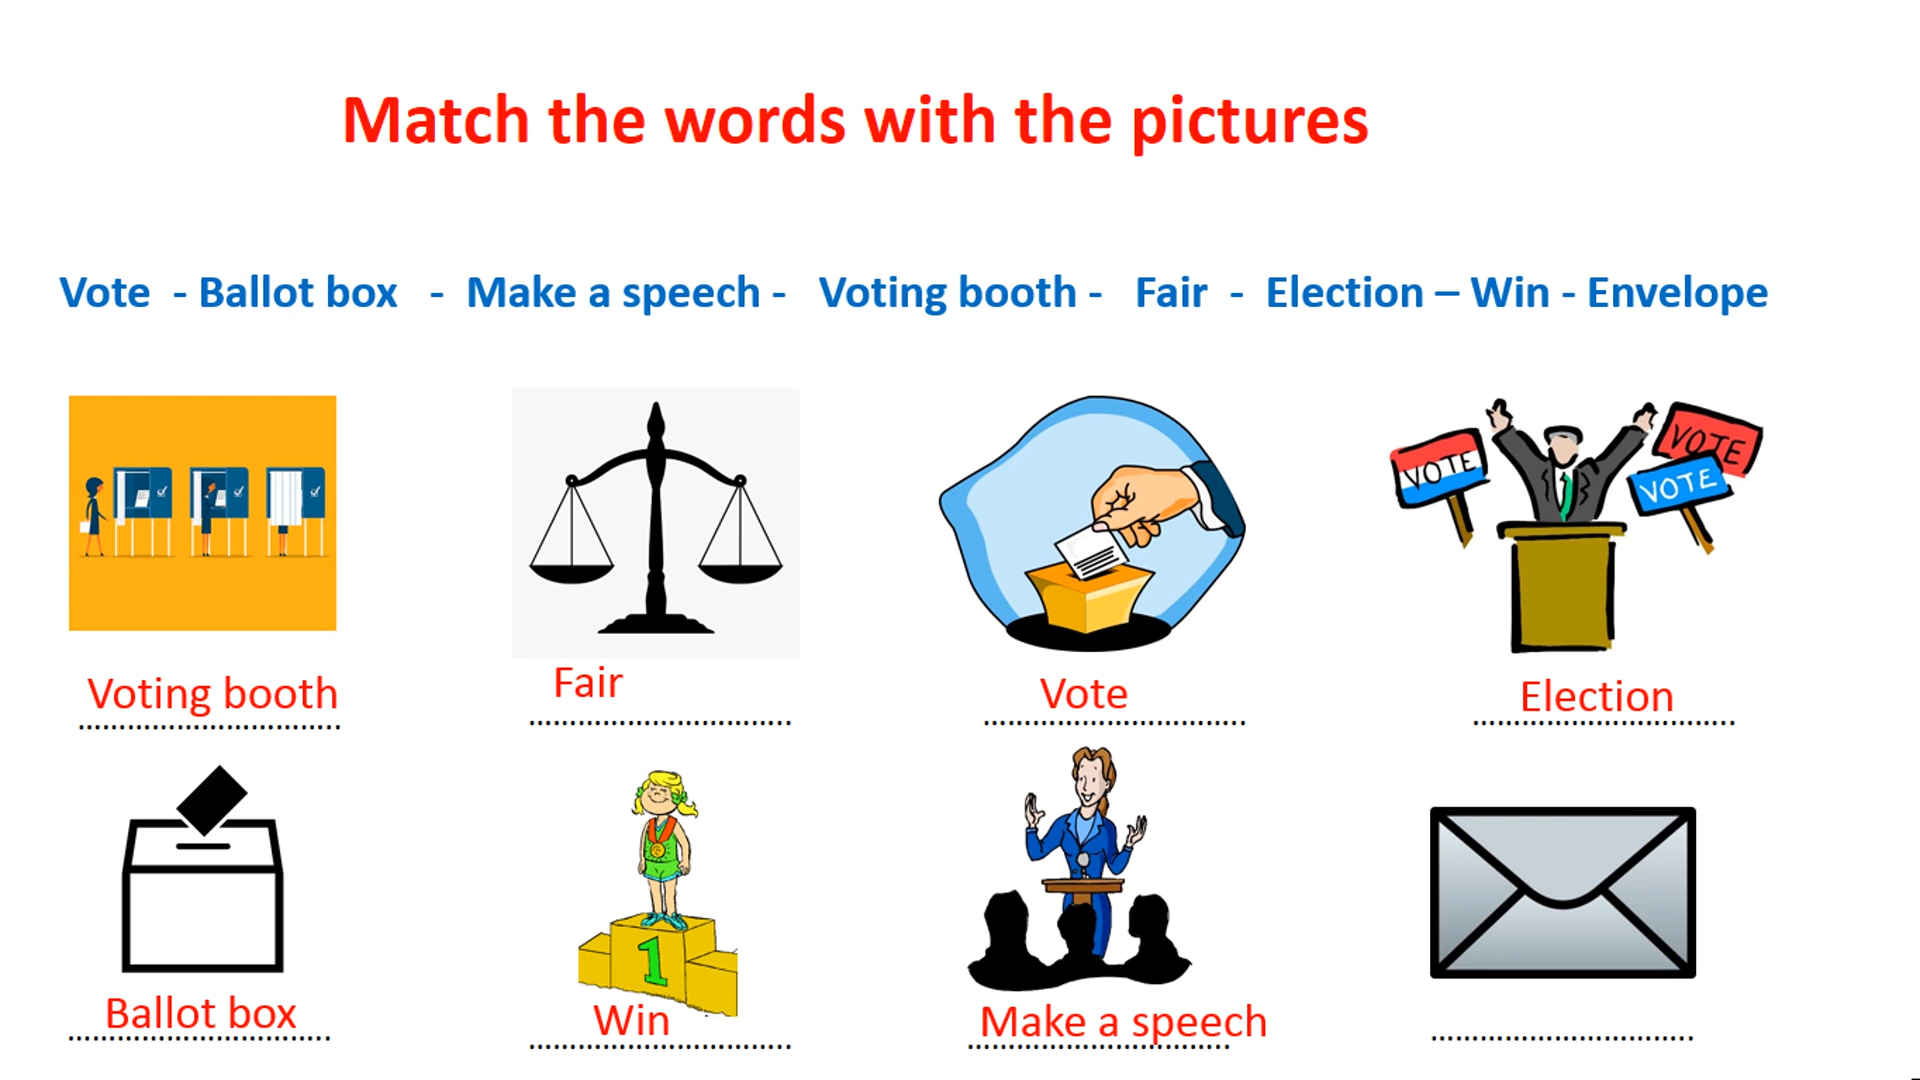 Match the words with the pictures
Vote - Ballot box - Make a speech - Voting booth - Fair - Election – Win - Envelope
VOTE
VOTE
VOTE
Voting booth
Fair
Vote
Election
1
Ballot box
Win
Make a speech